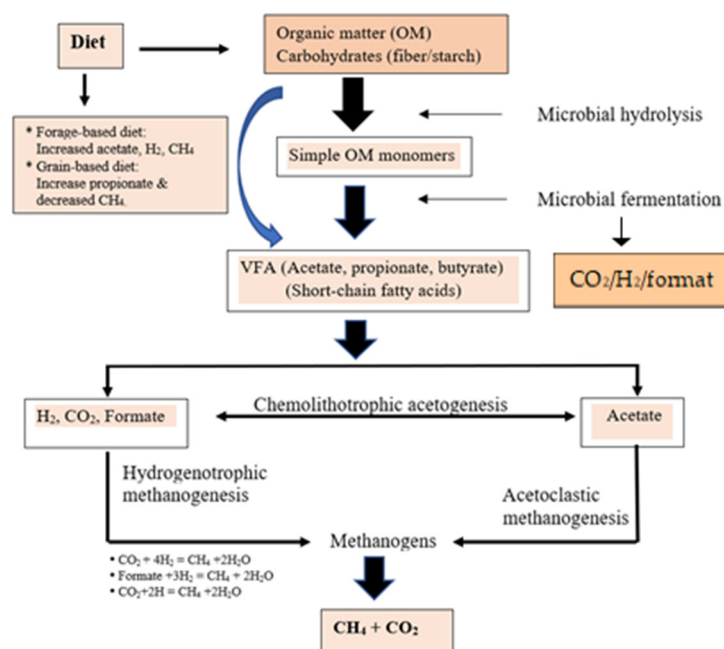 Diet
Organic matter (OM)
Carbohydrates (fiber/starch)
* Forage-based diet:
Increased acetate, H₂, CH₄
* Grain-based diet:
Increase propionate &
decreased CH₄.
Microbial hydrolysis
Simple OM monomers
Microbial fermentation
VFA (Acetate, propionate, butyrate)
(Short-chain fatty acids)
CO₂/H₂/format
H₂, CO₂, Formate
Chemolithotrophic acetogenesis
Acetate
Hydrogenotrophic
methanogenesis
Acetoclastic
methanogenesis
Methanogens
• CO₂ + 4H₂ = CH₄ +2H₂O
• Formate +3H₂ = CH₄ + 2H₂O
• CO₂+2H = CH₄ +2H₂O
CH₄ + CO₂